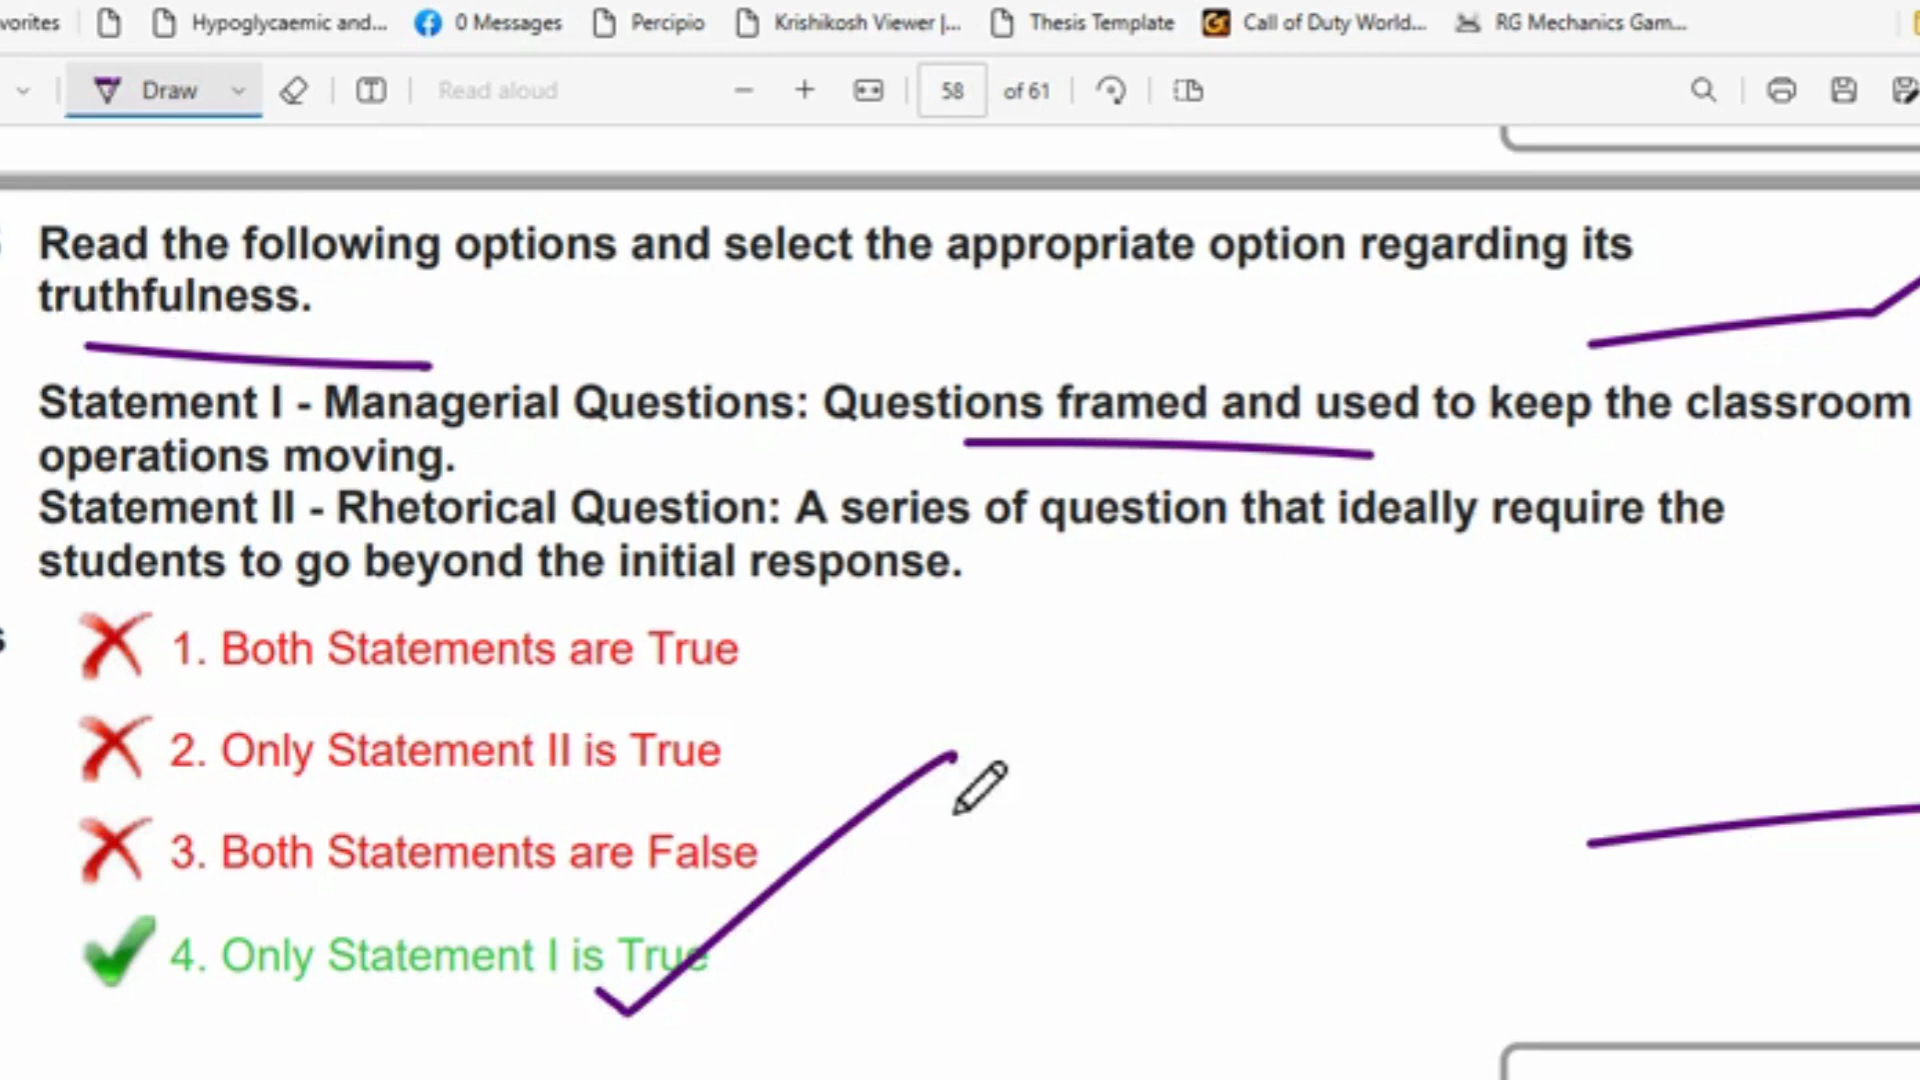 vorites Hypoglycaemic and... 0 Messages Percipio Krishikosh Viewer |... Thesis Template Call of Duty World... RG Mechanics Gam...
Draw Read aloud 58 of 61
Read the following options and select the appropriate option regarding its
truthfulness.
Statement I - Managerial Questions: Questions framed and used to keep the classroom
operations moving.
Statement II - Rhetorical Question: A series of question that ideally require the
students to go beyond the initial response.
1. Both Statements are True
2. Only Statement II is True
3. Both Statements are False
4. Only Statement I is True